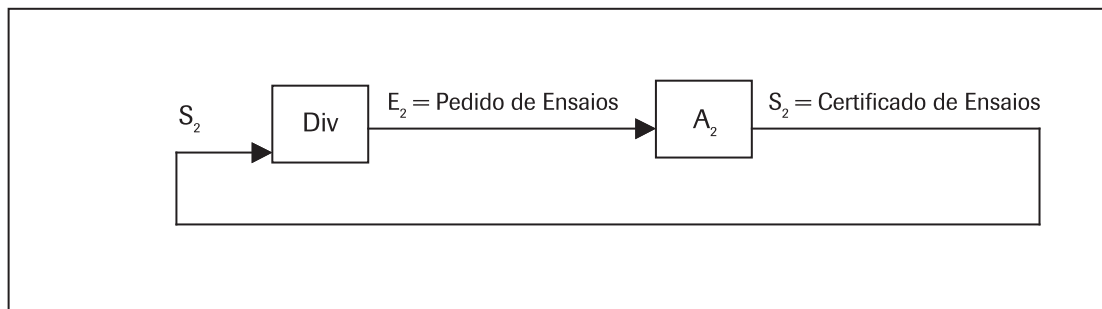 S₂
Div
E₂ = Pedido de Ensaios
A₂
S₂ = Certificado de Ensaios